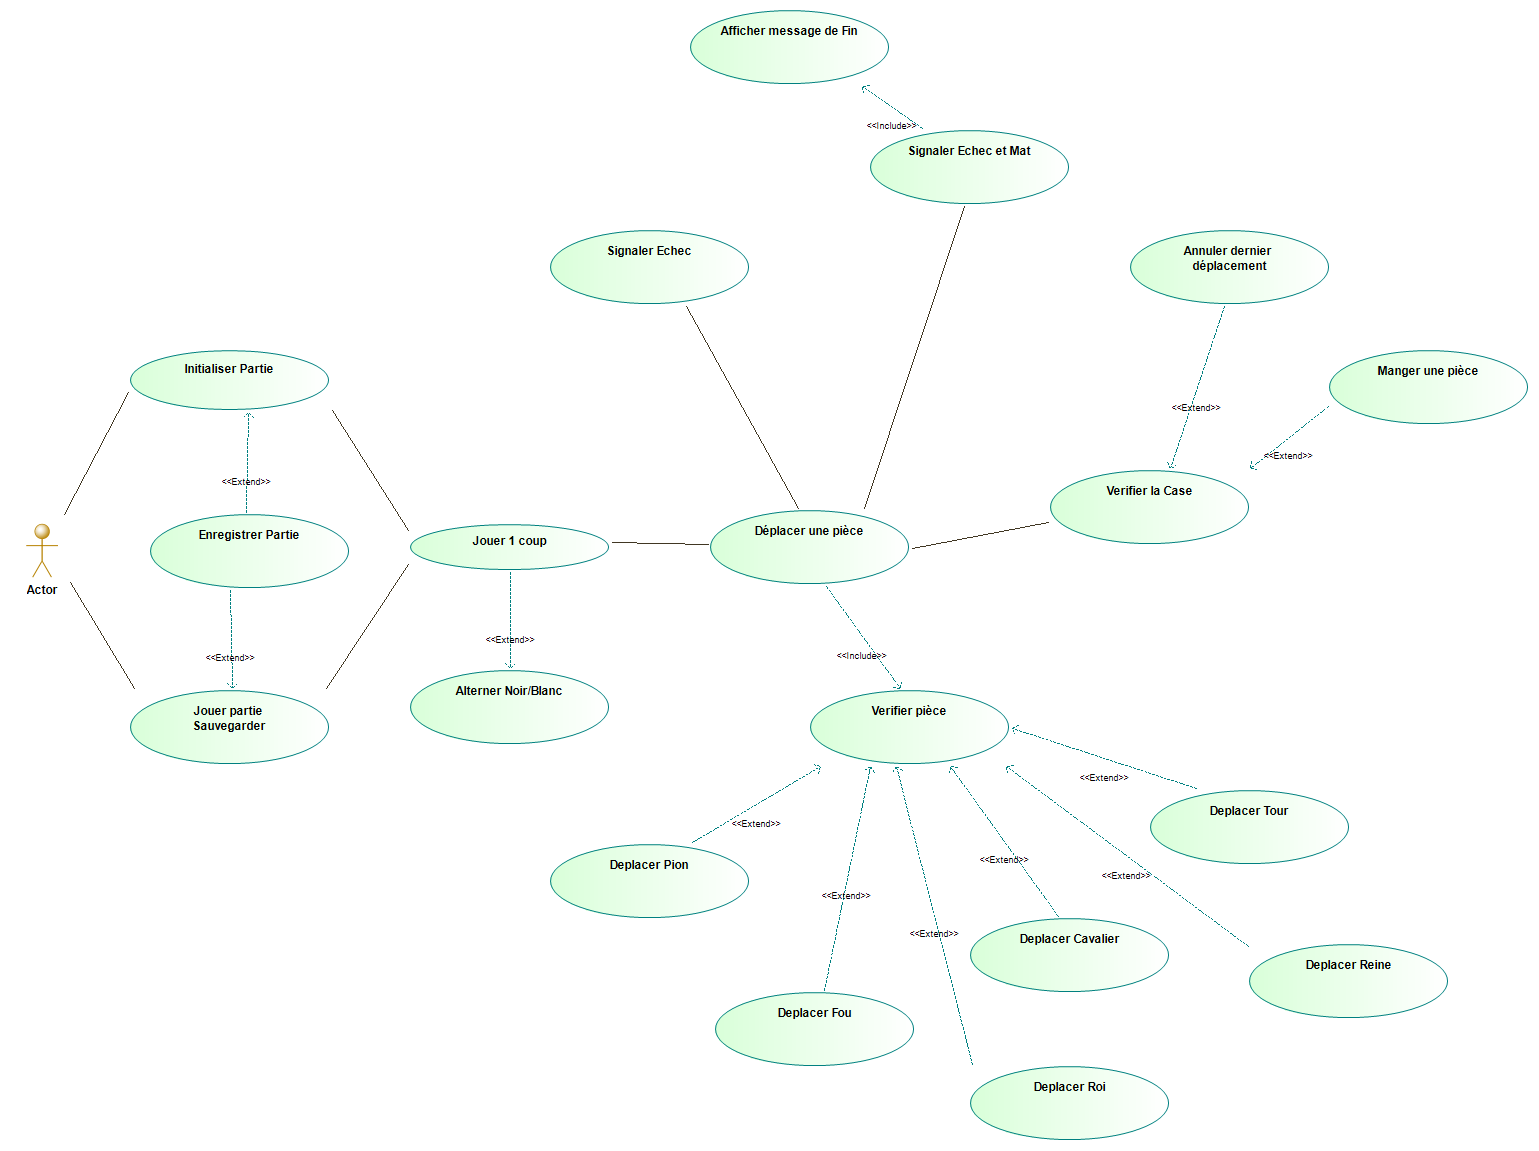 Afficher message de Fin
<<Include>>
Signaler Echec et Mat
Signaler Echec
Annuler dernier
déplacement
Initialiser Partie
Manger une pièce
<<Extend>>
<<Extend>>
<<Extend>>
Verifier la Case
Enregistrer Partie
Jouer 1 coup
Déplacer une pièce
Actor
<<Extend>>
<<Extend>>
<<Include>>
Jouer partie
Sauvegarder
Alterner Noir/Blanc
Verifier pièce
<<Extend>>
Deplacer Tour
<<Extend>>
Deplacer Pion
<<Extend>>
<<Extend>>
<<Extend>>
<<Extend>>
Deplacer Cavalier
Deplacer Reine
Deplacer Fou
Deplacer Roi